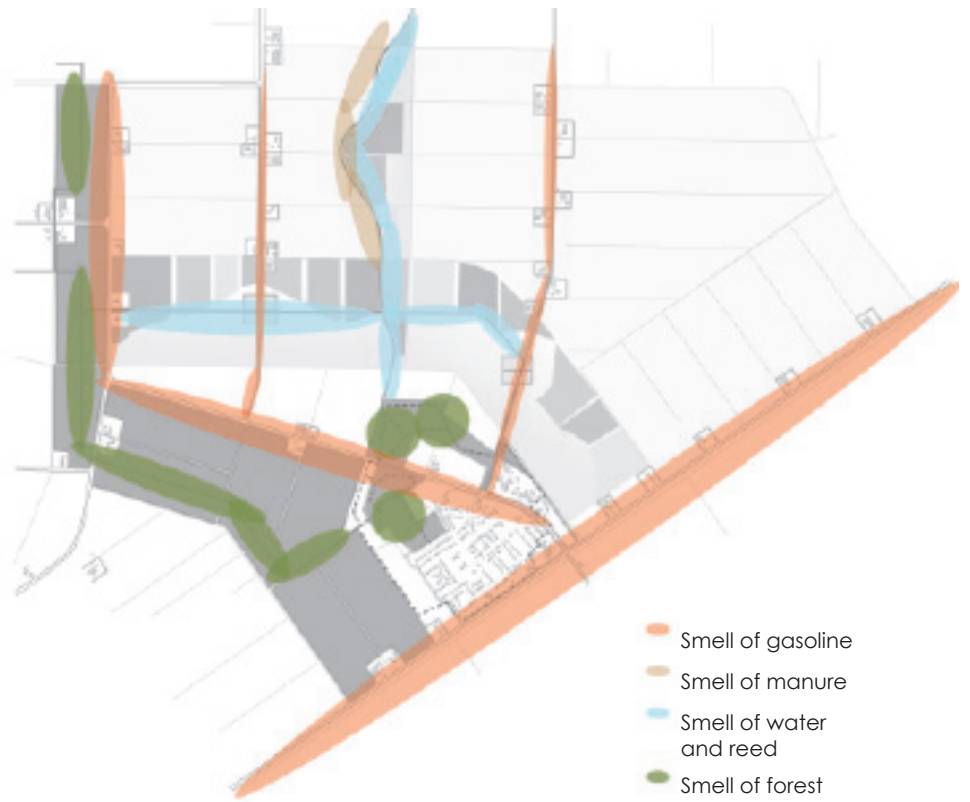 Smell of gasoline
Smell of manure
Smell of water
and reed
Smell of forest